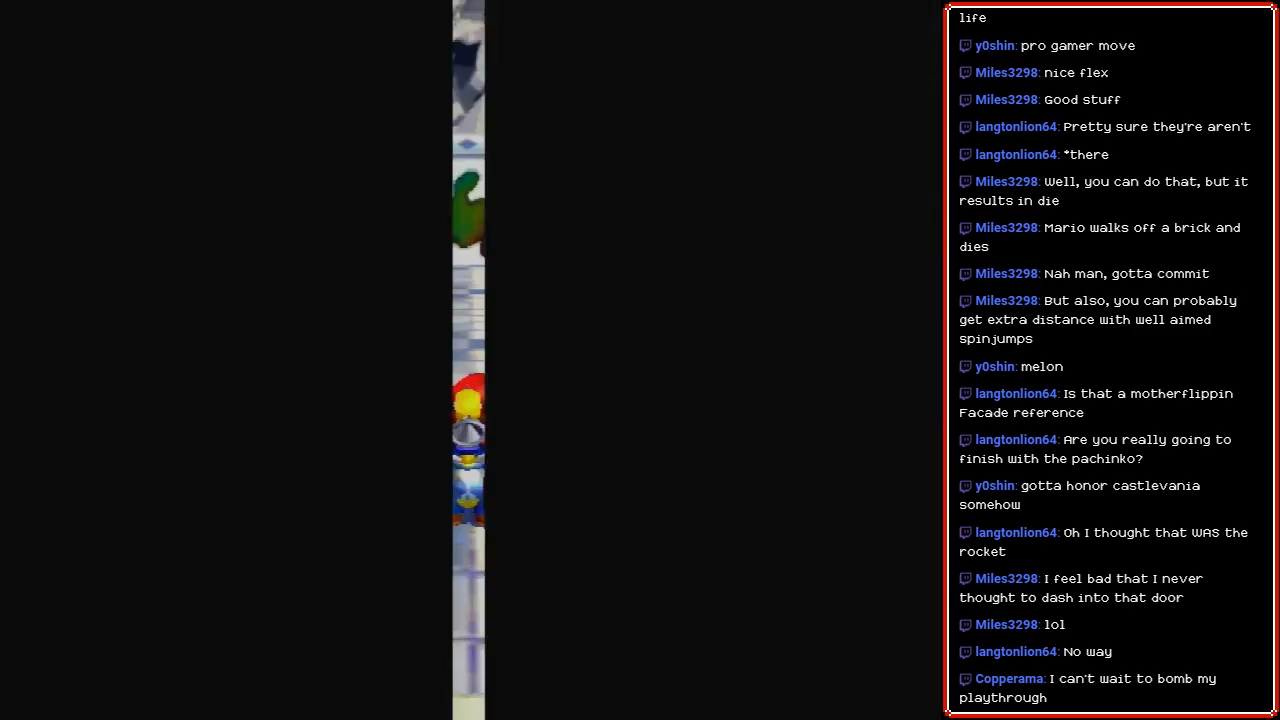 life
y0shin: pro gamer move
Miles3298: nice flex
Miles3298: Good stuff
langtonlion64: Pretty sure they're aren't
langtonlion64: *there
Miles3298: Well, you can do that, but it
results in die
Miles3298: Mario walks off a brick and
dies
Miles3298: Nah man, gotta commit
Miles3298: But also, you can probably
get extra distance with well aimed
spinjumps
y0shin: melon
langtonlion64: Is that a motherflippin
Facade reference
langtonlion64: Are you really going to
finish with the pachinko?
y0shin: gotta honor castlevania
somehow
langtonlion64: Oh I thought that WAS the
rocket
Miles3298: I feel bad that I never
thought to dash into that door
Miles3298: lol
langtonlion64: No way
Copperama: I can't wait to bomb my
playthrough